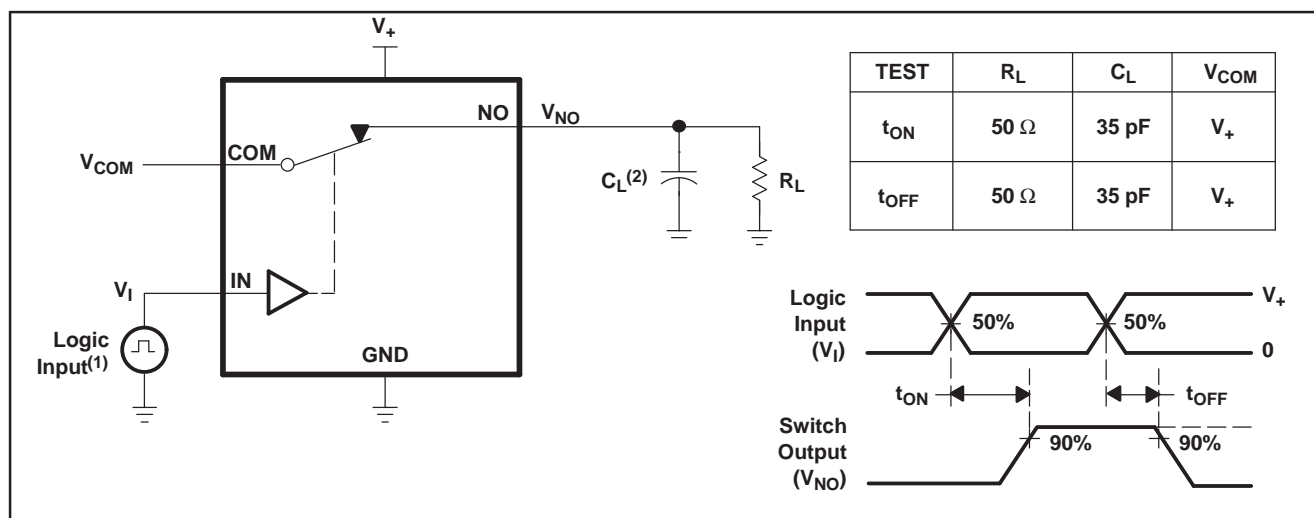 V+
NO
VNO
COM
VCOM
CL(2)
RL
IN
VI
Logic
Input(1)
GND
TEST RL CL VCOM
tON 50 Ω 35 pF V+
tOFF 50 Ω 35 pF V+
Logic
Input
(VI)
50%
50%
V+
0
tON
tOFF
Switch
Output
(VNO)
90%
90%